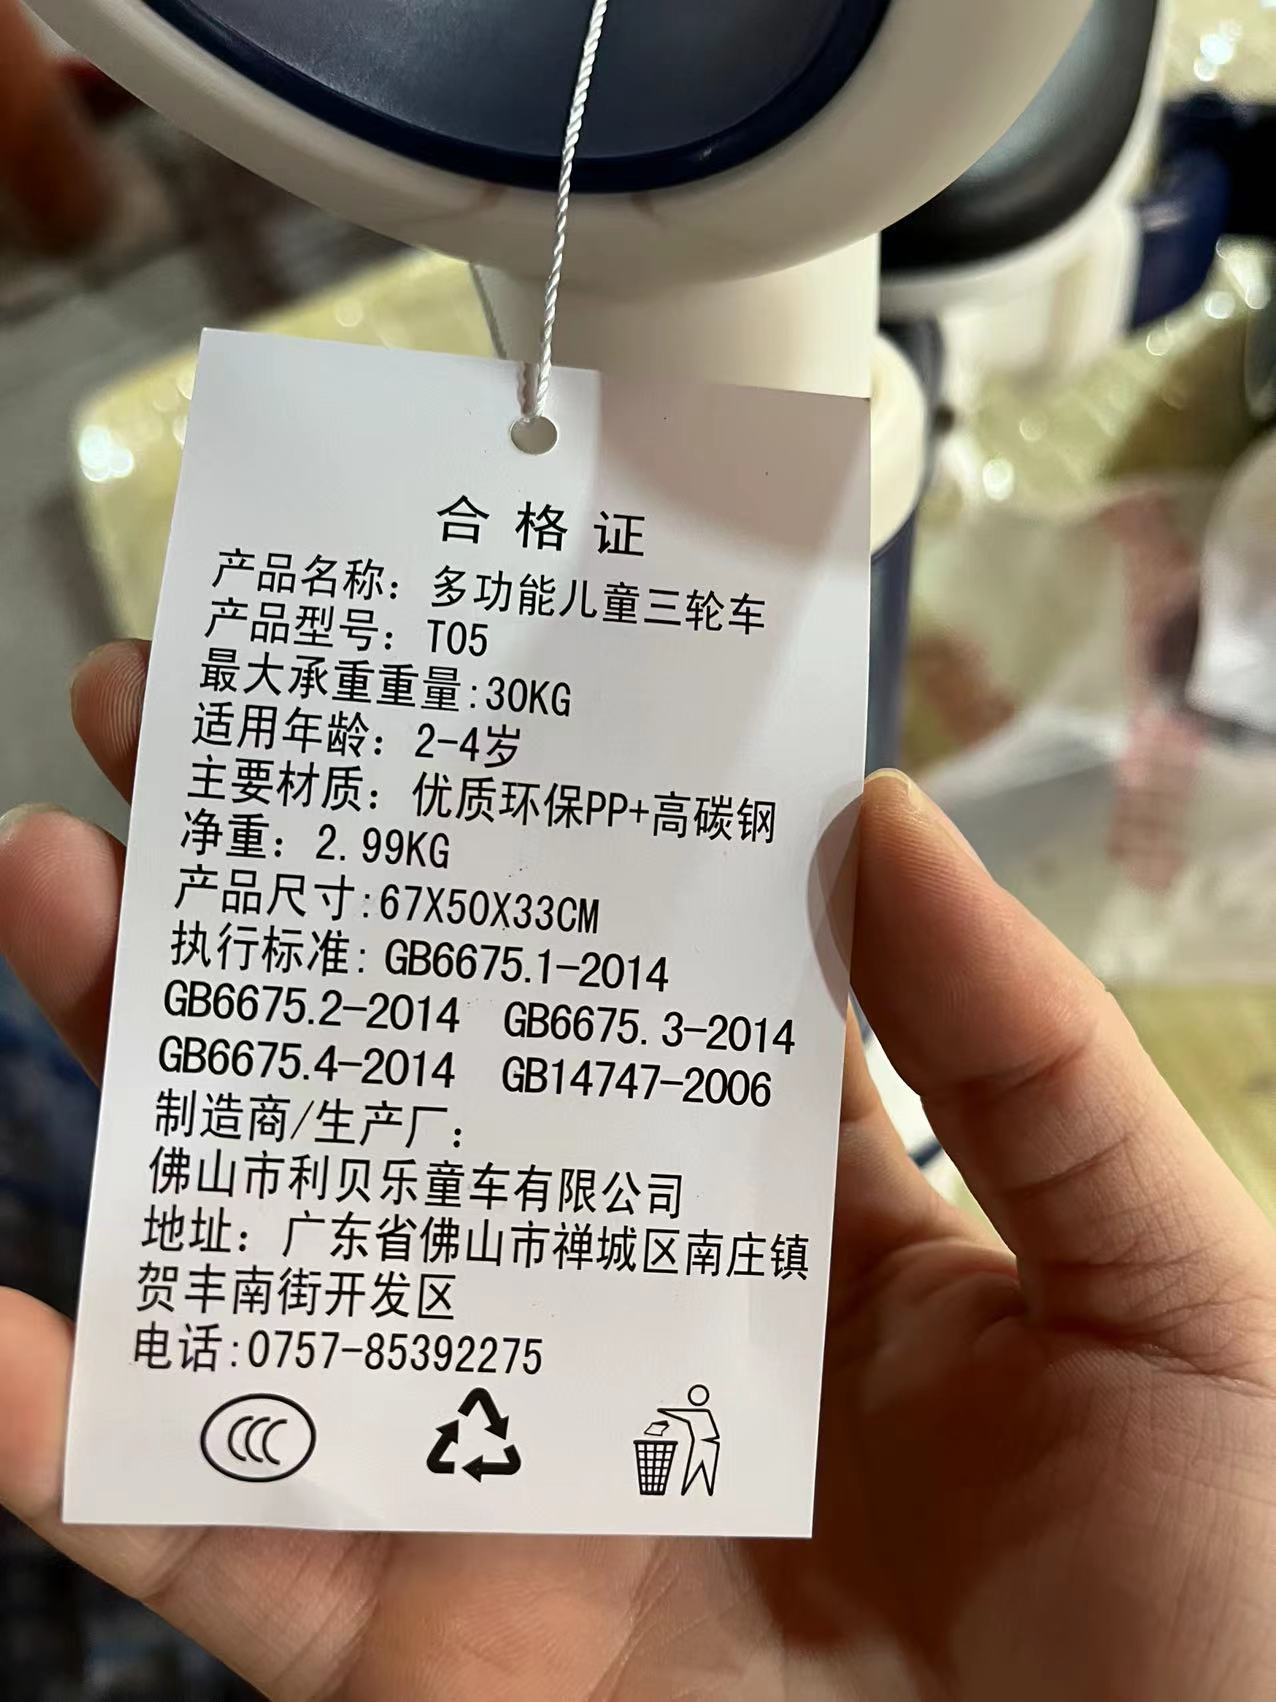 合格证
产品名称：多功能儿童三轮车
产品型号：T05
最大承重重量:30KG
适用年龄：2-4岁
主要材质：优质环保PP+高碳钢
净重：2.99KG
产品尺寸:67X50X33CM
执行标准：GB6675.1-2014
GB6675.2-2014 GB6675.3-2014
GB6675.4-2014 GB14747-2006
制造商/生产厂：
佛山市利贝乐童车有限公司
地址：广东省佛山市禅城区南庄镇
贺丰南街开发区
电话:0757-85392275
CCC